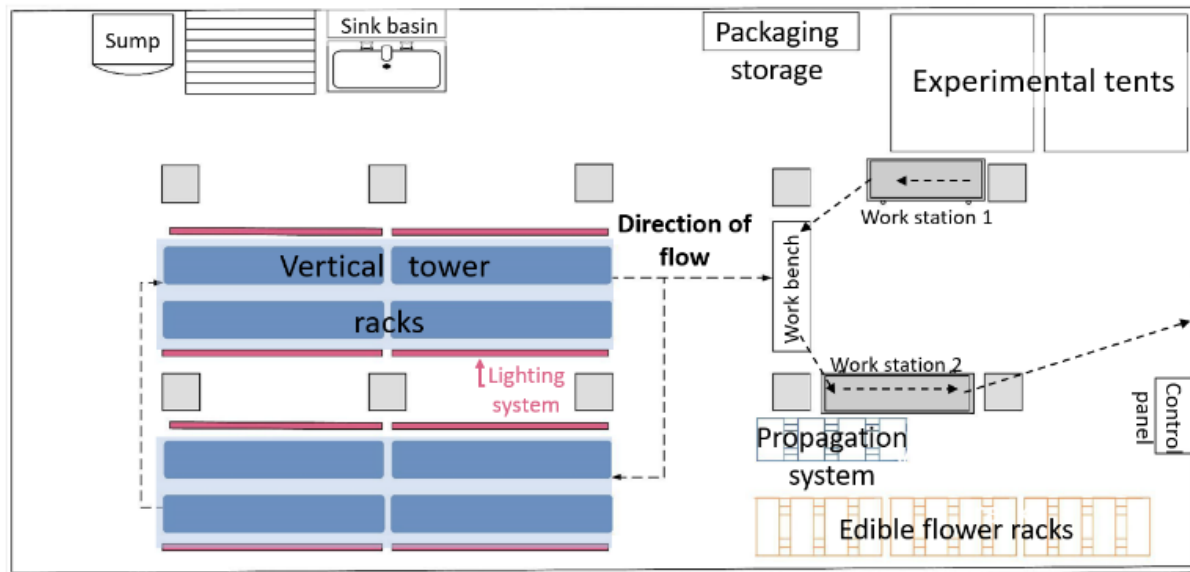 Sump
Sink basin
Packaging
storage
Experimental tents
Work station 1
Direction of
flow
Vertical tower
racks
Work bench
Lighting
system
Work station 2
Control
panel
Propagation
system
Edible flower racks